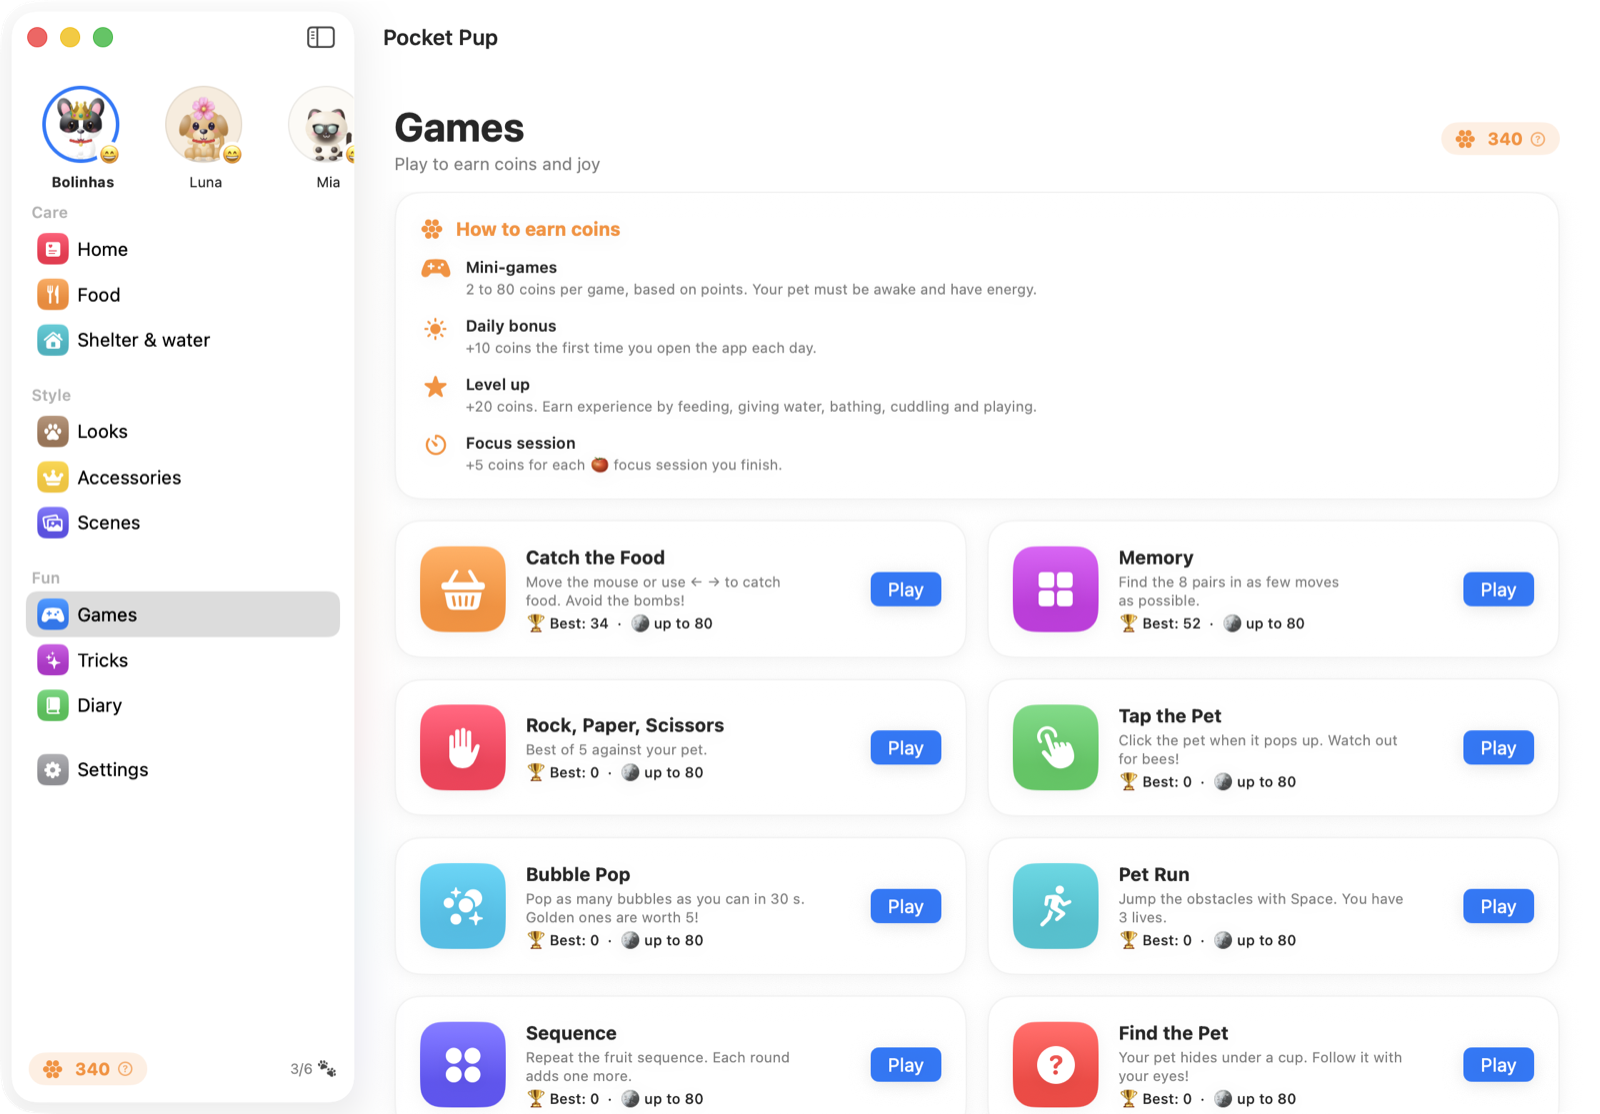 Pocket Pup
Bolinhas
Luna
Mia
Care
Home
Food
Shelter & water
Style
Looks
Accessories
Scenes
Fun
Games
Tricks
Diary
Settings
340
3/6
Games
Play to earn coins and joy
340
How to earn coins
Mini-games
2 to 80 coins per game, based on points. Your pet must be awake and have energy.
Daily bonus
+10 coins the first time you open the app each day.
Level up
+20 coins. Earn experience by feeding, giving water, bathing, cuddling and playing.
Focus session
+5 coins for each 🍅 focus session you finish.
Catch the Food
Move the mouse or use ← → to catch
food. Avoid the bombs!
🏆 Best: 34 · 🌕 up to 80
Play
Memory
Find the 8 pairs in as few moves
as possible.
🏆 Best: 52 · 🌕 up to 80
Play
Rock, Paper, Scissors
Best of 5 against your pet.
🏆 Best: 0 · 🌕 up to 80
Play
Tap the Pet
Click the pet when it pops up. Watch out
for bees!
🏆 Best: 0 · 🌕 up to 80
Play
Bubble Pop
Pop as many bubbles as you can in 30 s.
Golden ones are worth 5!
🏆 Best: 0 · 🌕 up to 80
Play
Pet Run
Jump the obstacles with Space. You have
3 lives.
🏆 Best: 0 · 🌕 up to 80
Play
Sequence
Repeat the fruit sequence. Each round
adds one more.
🏆 Best: 0 · 🌕 up to 80
Play
Find the Pet
Your pet hides under a cup. Follow it with
your eyes!
🏆 Best: 0 · 🌕 up to 80
Play